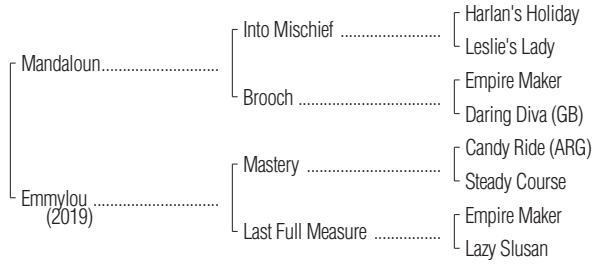 Harlan's Holiday
Into Mischief ....................
Leslie's Lady
Mandaloun........................
Empire Maker
Brooch .............................
Daring Diva (GB)
Candy Ride (ARG)
Mastery ...........................
Steady Course
Emmylou .........................
(2019)
Empire Maker
Last Full Measure ..............
Lazy Slusan